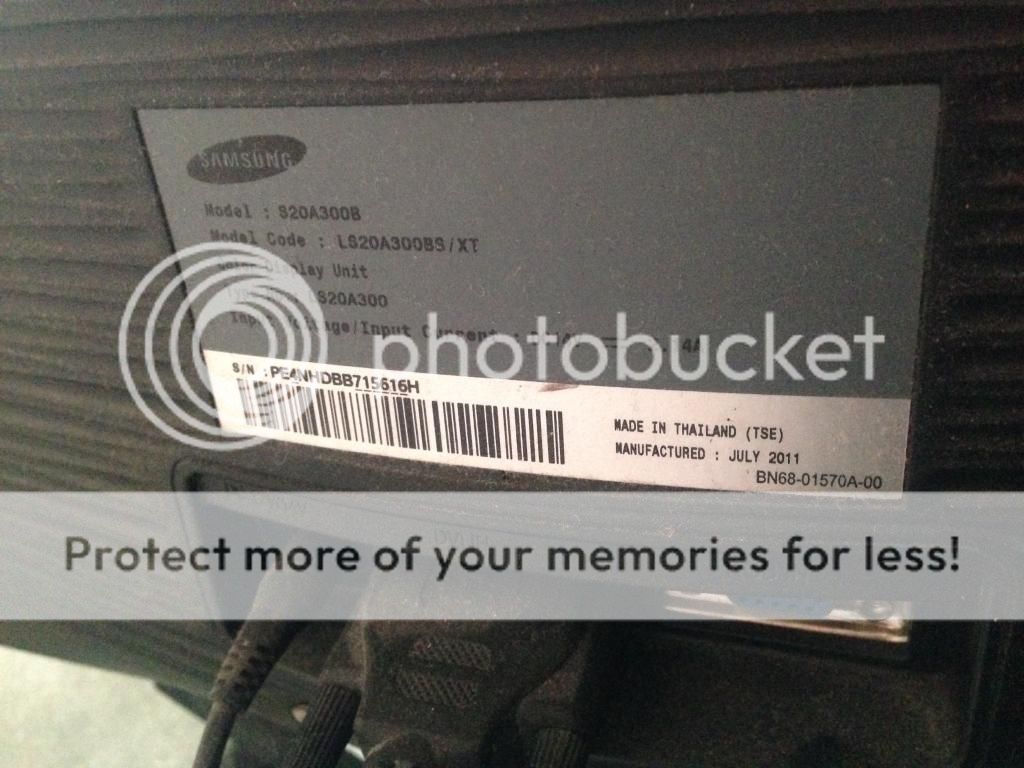 SAMSUNG
Model : S20A300B
Model Code : LS20A300BS/XT
Display Unit
LS20A300
Input Voltage/Input Current :
photobucket
S/N : PE4NHDBB715616H
MADE IN THAILAND (TSE)
MANUFACTURED : JULY 2011
BN68-01570A-00
Protect more of your memories for less!